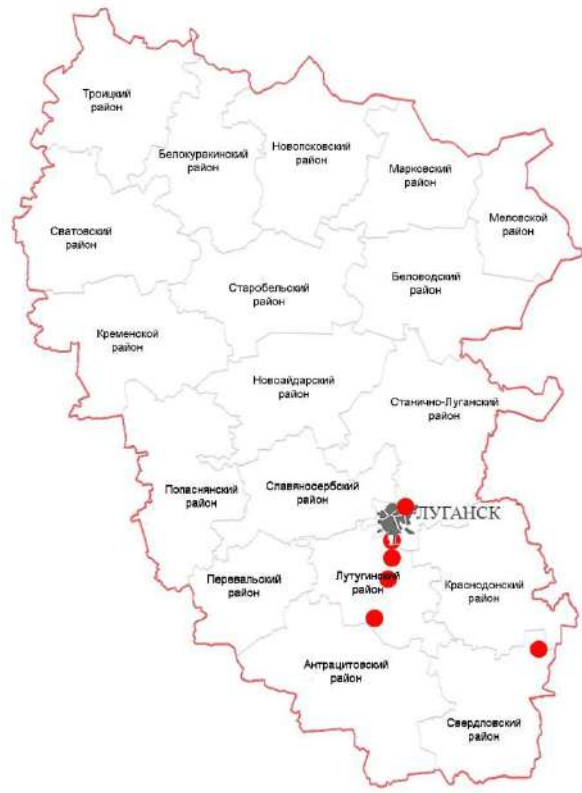 Троицкий
район
Белокуракинский
район
Новопсковский
район
Марковский
район
Меловской
район
Сватовский
район
Старобельский
район
Беловодский
район
Кременской
район
Новоайдарский
район
Станично-Луганский
район
Попаснянский
район
Славяносербский
район
ЛУГАНСК
Перевальский
район
Лутугинский
район
Краснодонский
район
Антрацитовский
район
Свердловский
район